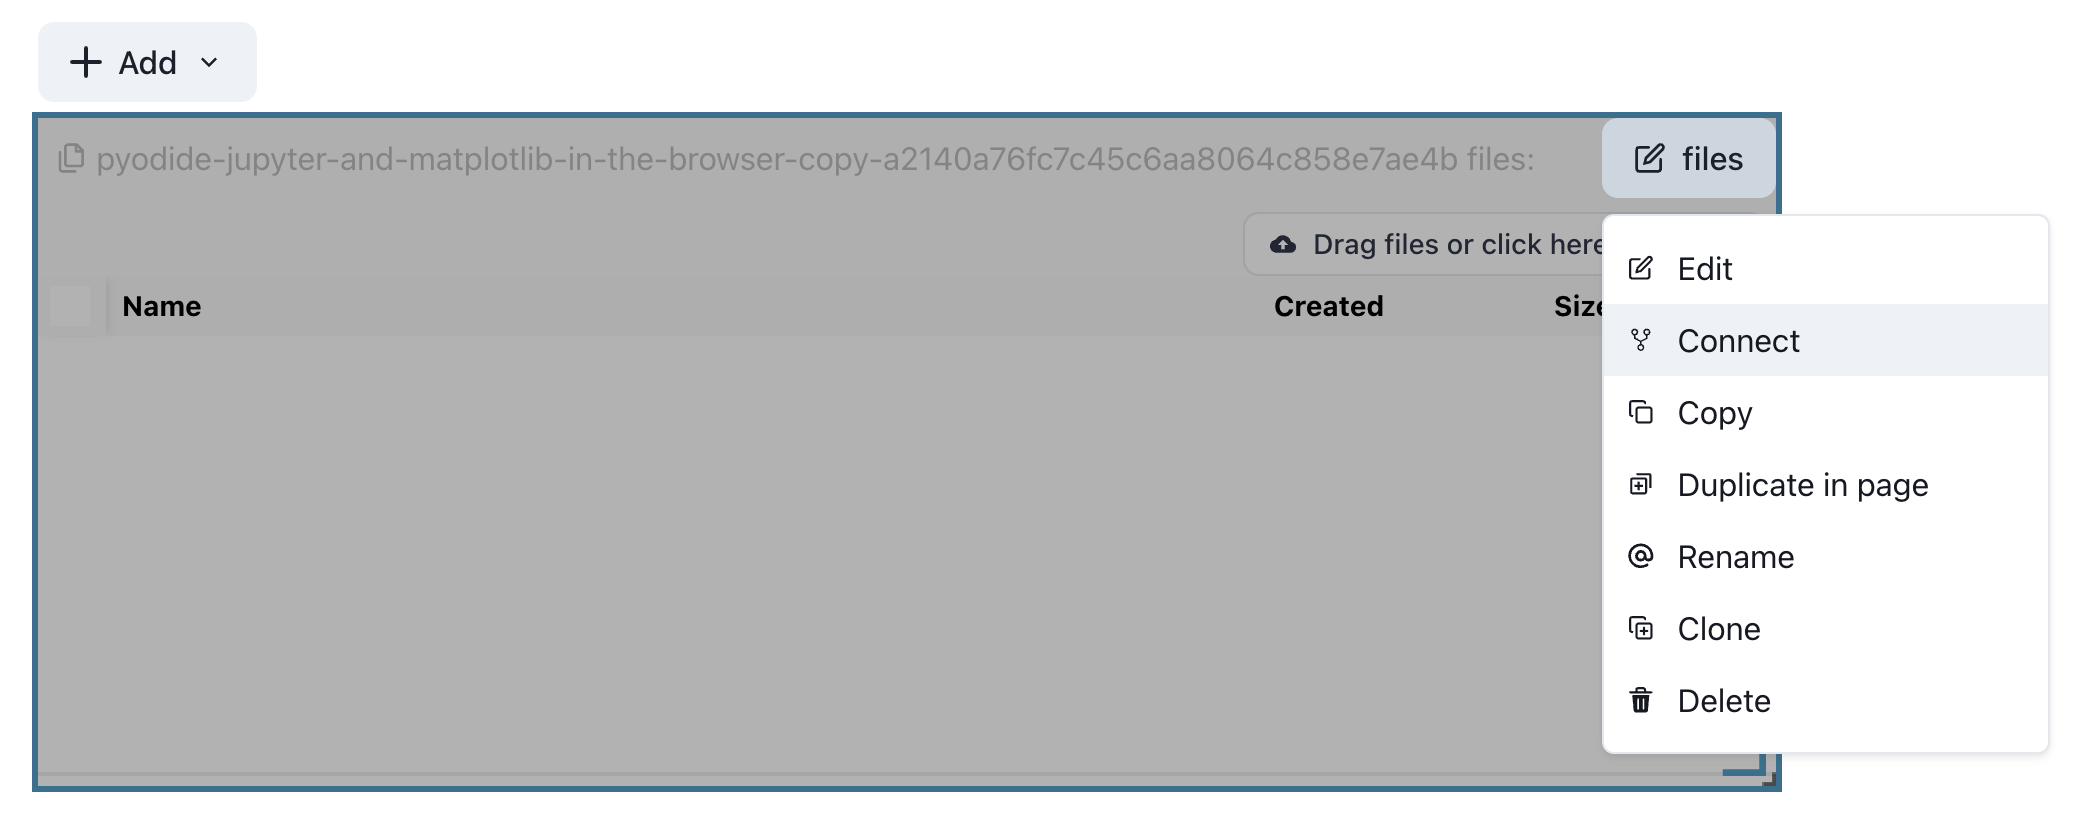 Add
pyodide-jupyter-and-matplotlib-in-the-browser-copy-a2140a76fc7c45c6aa8064c858e7ae4b files:
files
Drag files or click here
Name
Created
Size
Edit
Connect
Copy
Duplicate in page
Rename
Clone
Delete